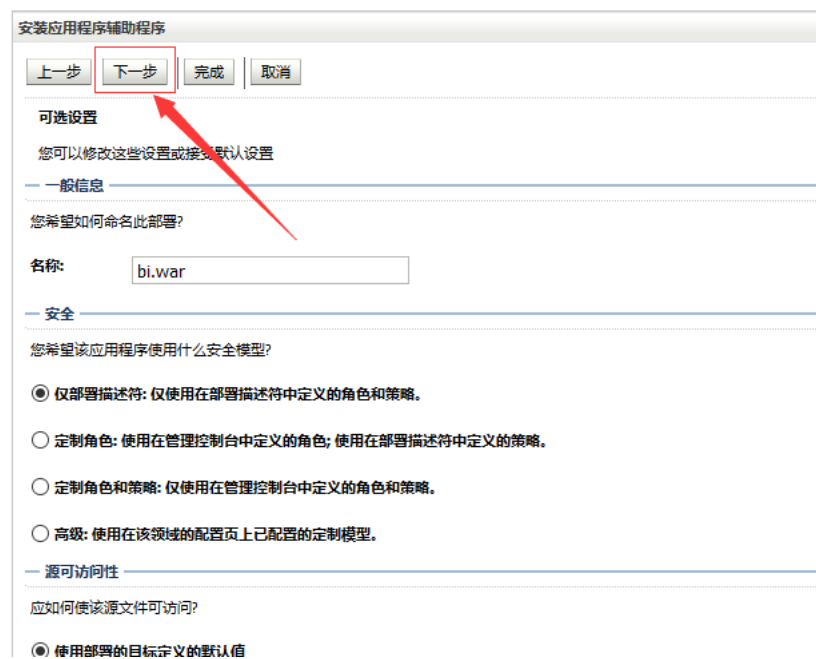 安装应用程序辅助程序
上一步 下一步 完成 取消
可选设置
您可以修改这些设置或接受默认设置
一般信息
您希望如何命名此部署?
名称: bi.war
安全
您希望该应用程序使用什么安全模型?
仅部署描述符: 仅使用在部署描述符中定义的角色和策略。
定制角色: 使用在管理控制台中定义的角色; 使用在部署描述符中定义的策略。
定制角色和策略: 仅使用在管理控制台中定义的角色和策略。
高级: 使用在该领域的配置页上已配置的定制模型。
源可访问性
应如何使该源文件可访问?
使用部署的目标定义的默认值